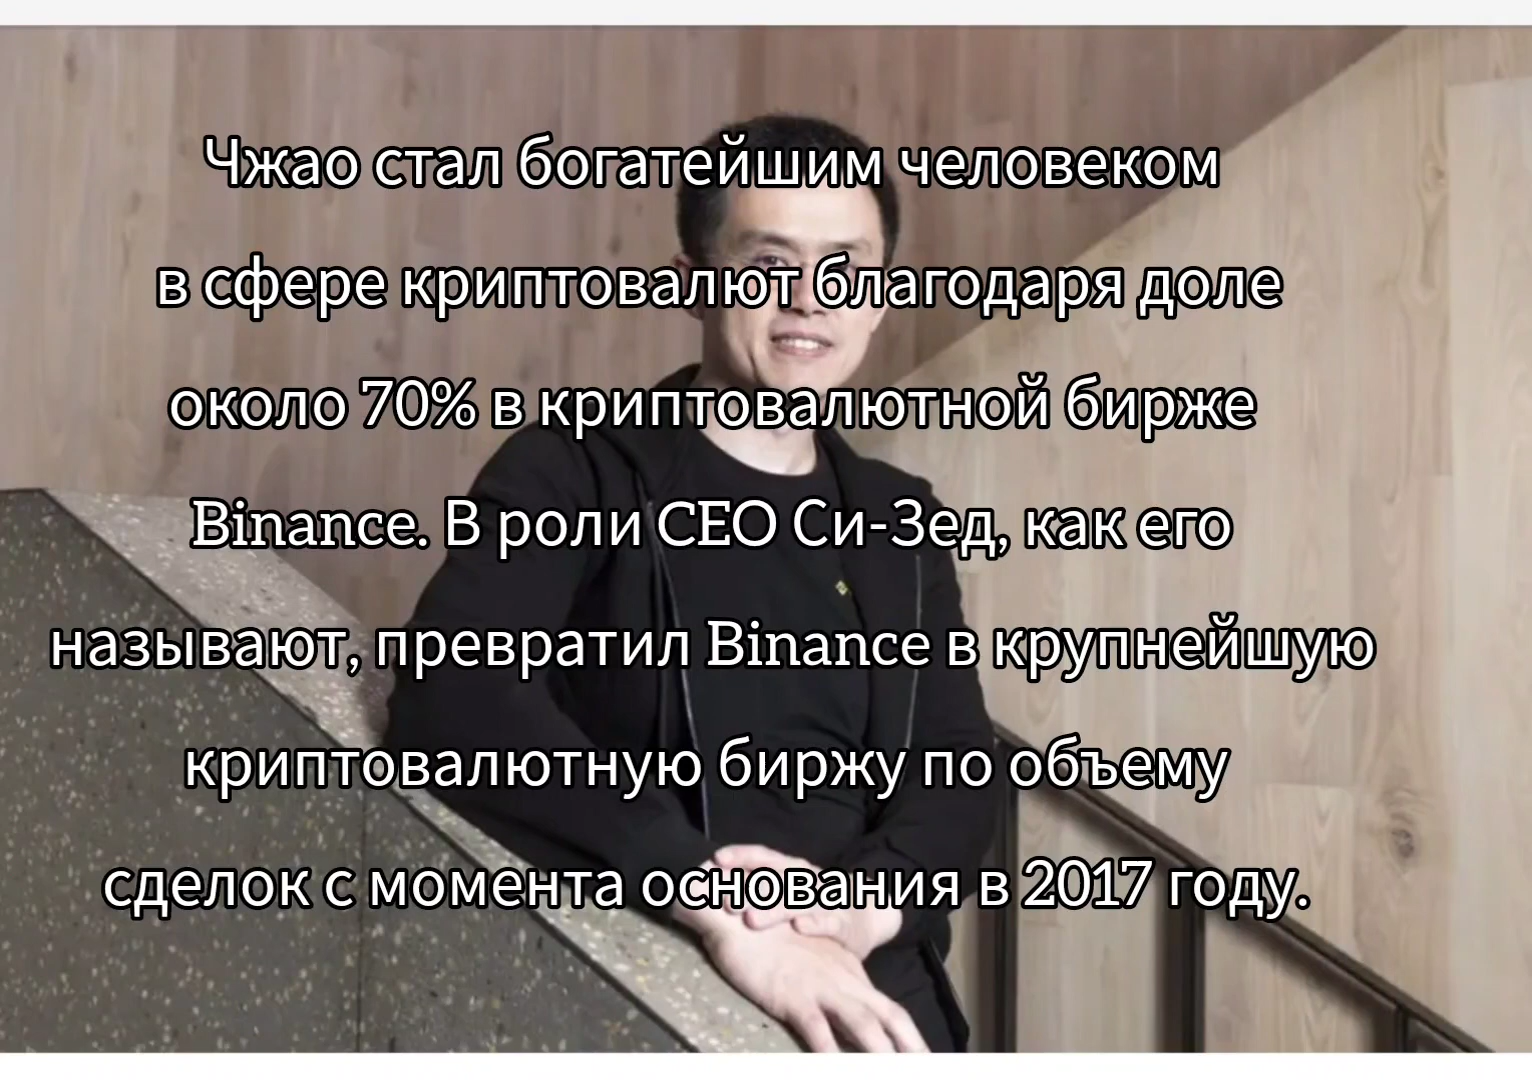 Чжао стал богатейшим человеком
в сфере криптовалют благодаря доле
около 70% в криптовалютной бирже
Binance. В роли CEO Си-Зед, как его
называют, превратил Binance в крупнейшую
криптовалютную биржу по объему
сделок с момента основания в 2017 году.